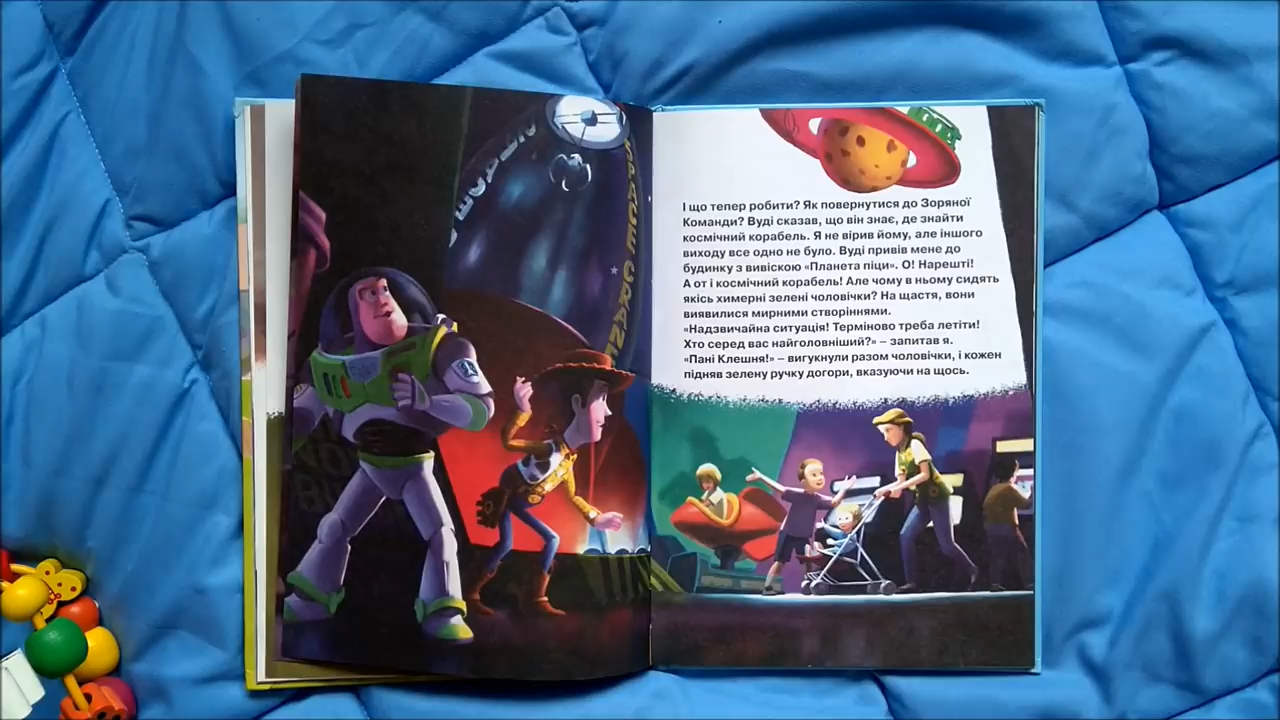 SPACE CRANE
І що тепер робити? Як повернутися до Зоряної
Команди? Вуді сказав, що він знає, де знайти
космічний корабель. Я не вірив йому, але іншого
виходу все одно не було. Вуді привів мене до
будинку з вивіскою «Планета піци». О! Нарешті!
А от і космічний корабель! Але чому в ньому сидять
якісь химерні зелені чоловічки? На щастя, вони
виявилися мирними створіннями.
«Надзвичайна ситуація! Терміново треба летіти!
Хто серед вас найголовніший?» – запитав я.
«Пані Клешня!» – вигукнули разом чоловічки, і кожен
підняв зелену ручку догори, вказуючи на щось.